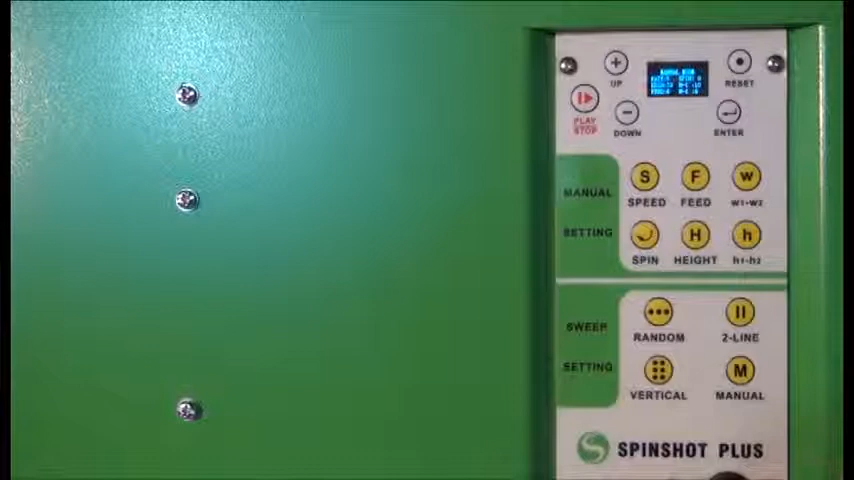 UP
RESET
PLAY
STOP
DOWN
ENTER
MANUAL
SETTING
S
F
w
SPEED
FEED
w1-w2
H
h
SPIN
HEIGHT
h1-h2
SWEEP
SETTING
RANDOM
2-LINE
M
VERTICAL
MANUAL
S
SPINSHOT PLUS